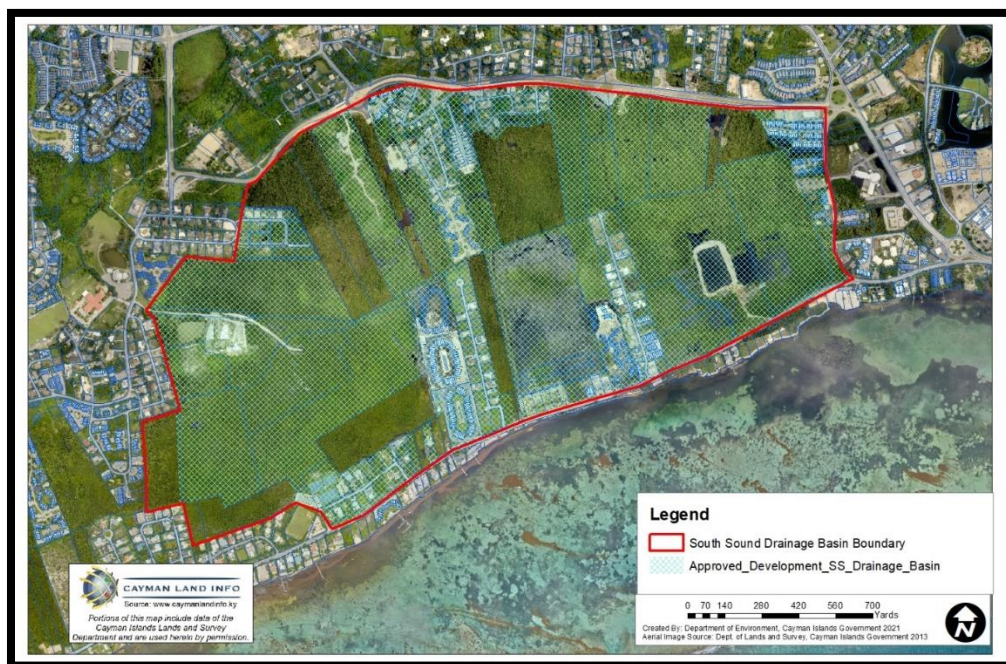 Legend
South Sound Drainage Basin Boundary
Approved_Development_SS_Drainage_Basin
0 70 140 280 420 560 700
Yards
Created By: Department of Environment, Cayman Islands Government 2021
Aerial Image Source: Dept. of Lands and Survey, Cayman Islands Government 2013
N
CAYMAN LAND INFO
Source: www.caymanlandinfo.ky
Portions of this map include data of the
Cayman Islands Lands and Survey
Department and are used herein by permission.